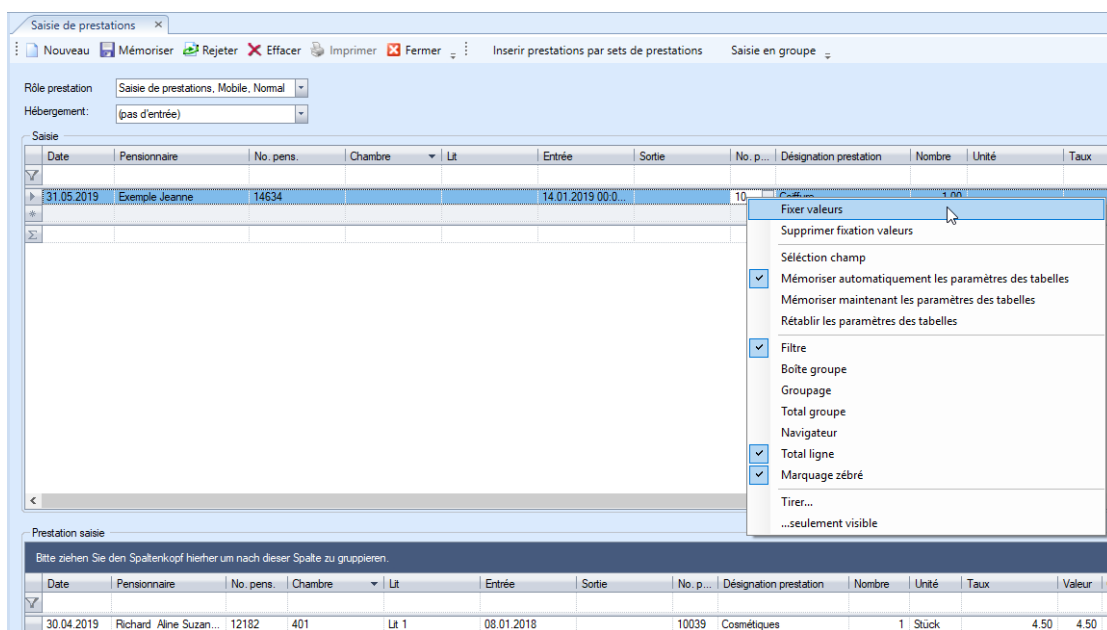 Saisie de prestations ×
Nouveau Mémoriser Rejeter Effacer Imprimer Fermer Inserir prestations par sets de prestations Saisie en groupe
Rôle prestation Saisie de prestations, Mobile, Normal
Hébergement: (pas d'entrée)
Saisie
Date Pensionnaire No. pens. Chambre Lit Entrée Sortie No. p... Désignation prestation Nombre Unité Taux
31.05.2019 Exemple Jeanne 14634 14.01.2019 00:0... 10 Coiffure 1.00
Fixer valeurs
Supprimer fixation valeurs
Séléction champ
Mémoriser automatiquement les paramètres des tabelles
Mémoriser maintenant les paramètres des tabelles
Rétablir les paramètres des tabelles
Filtre
Boîte groupe
Groupage
Total groupe
Navigateur
Total ligne
Marquage zébré
Tirer...
...seulement visible
Prestation saisie
Bitte ziehen Sie den Spaltenkopf hierher um nach dieser Spalte zu gruppieren.
Date Pensionnaire No. pens. Chambre Lit Entrée Sortie No. p... Désignation prestation Nombre Unité Taux Valeur
30.04.2019 Richard Aline Suzan... 12182 401 Lit 1 08.01.2018 10039 Cosmétiques 1 Stück 4.50 4.50